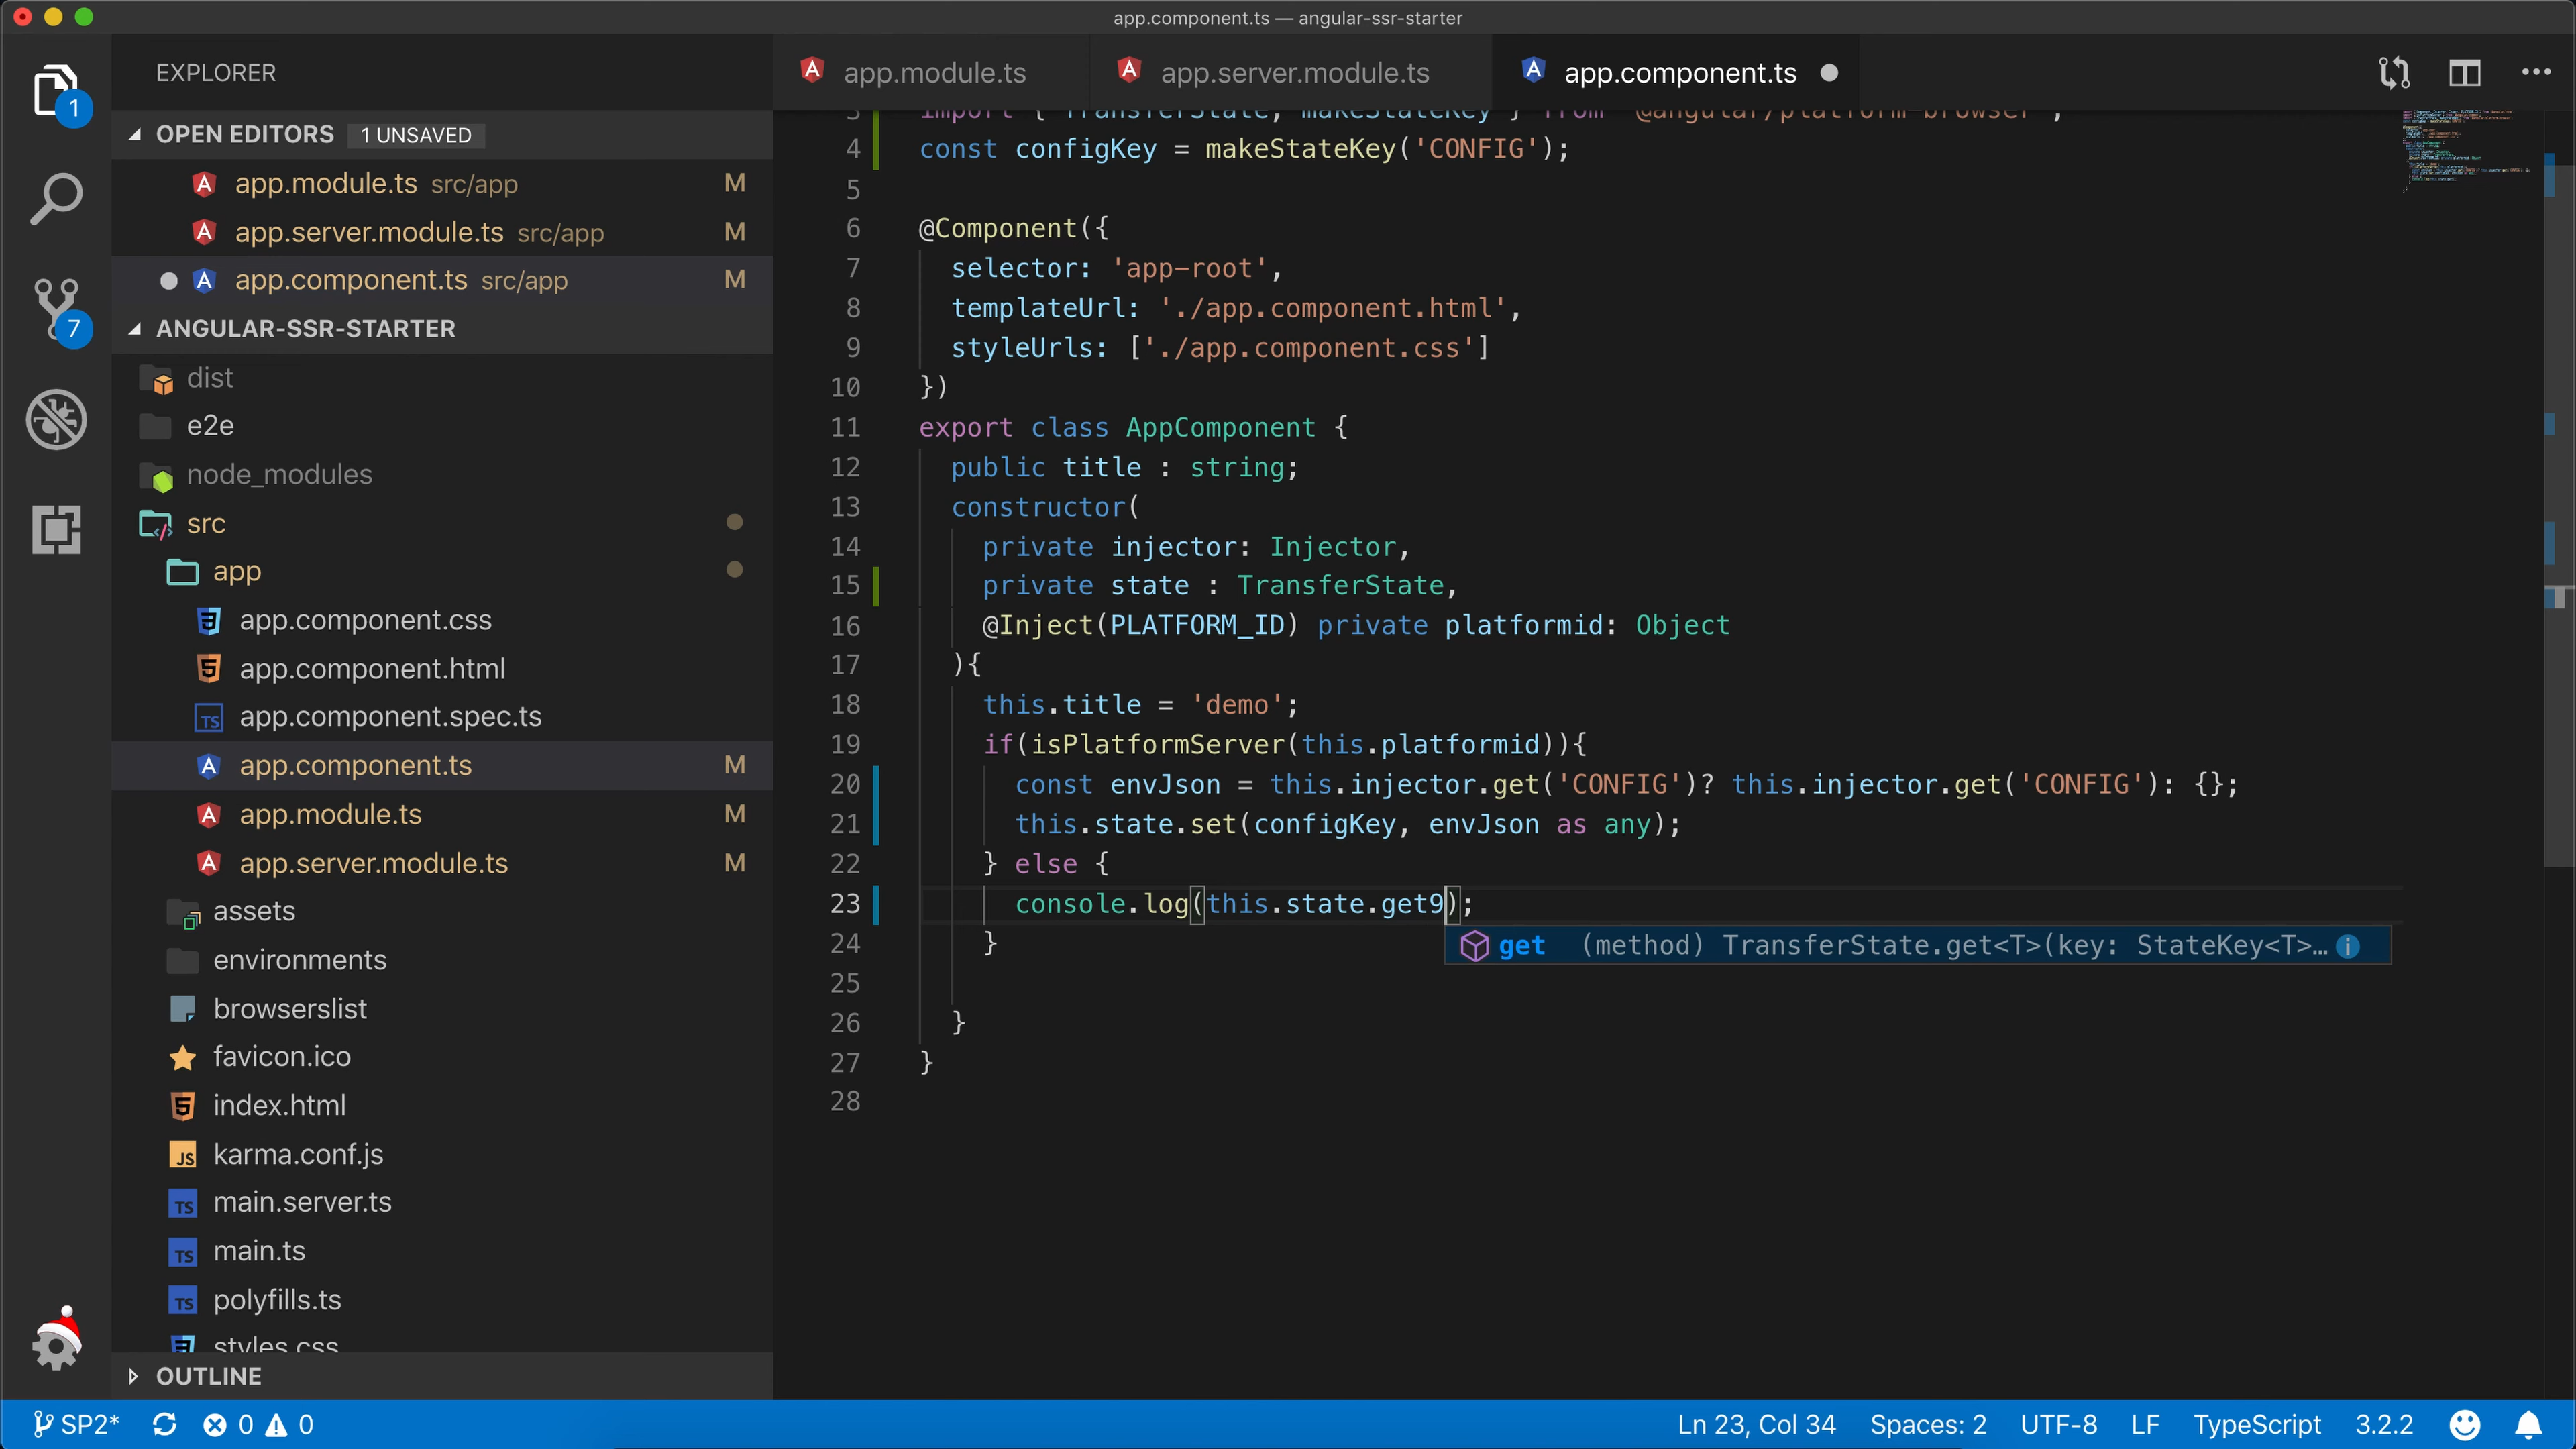 app.component.ts — angular-ssr-starter
EXPLORER
OPEN EDITORS 1 UNSAVED
app.module.ts src/app M
app.server.module.ts src/app M
app.component.ts src/app M
ANGULAR-SSR-STARTER
dist
e2e
node_modules
src
app
app.component.css
app.component.html
app.component.spec.ts
app.component.ts M
app.module.ts M
app.server.module.ts M
assets
environments
browserslist
favicon.ico
index.html
karma.conf.js
main.server.ts
main.ts
polyfills.ts
styles.css
OUTLINE
1
7
app.module.ts app.server.module.ts app.component.ts
3 import { TransferState, makeStateKey } from '@angular/platform-browser';
4 const configKey = makeStateKey('CONFIG');
5
6 @Component({
7 selector: 'app-root',
8 templateUrl: './app.component.html',
9 styleUrls: ['./app.component.css']
10 })
11 export class AppComponent {
12 public title : string;
13 constructor(
14 private injector: Injector,
15 private state : TransferState,
16 @Inject(PLATFORM_ID) private platformid: Object
17 ){
18 this.title = 'demo';
19 if(isPlatformServer(this.platformid)){
20 const envJson = this.injector.get('CONFIG')? this.injector.get('CONFIG'): {};
21 this.state.set(configKey, envJson as any);
22 } else {
23 console.log(this.state.get9);
24 }
get (method) TransferState.get<T>(key: StateKey<T>…
25
26 }
27 }
28
SP2* 0 0 Ln 23, Col 34 Spaces: 2 UTF-8 LF TypeScript 3.2.2